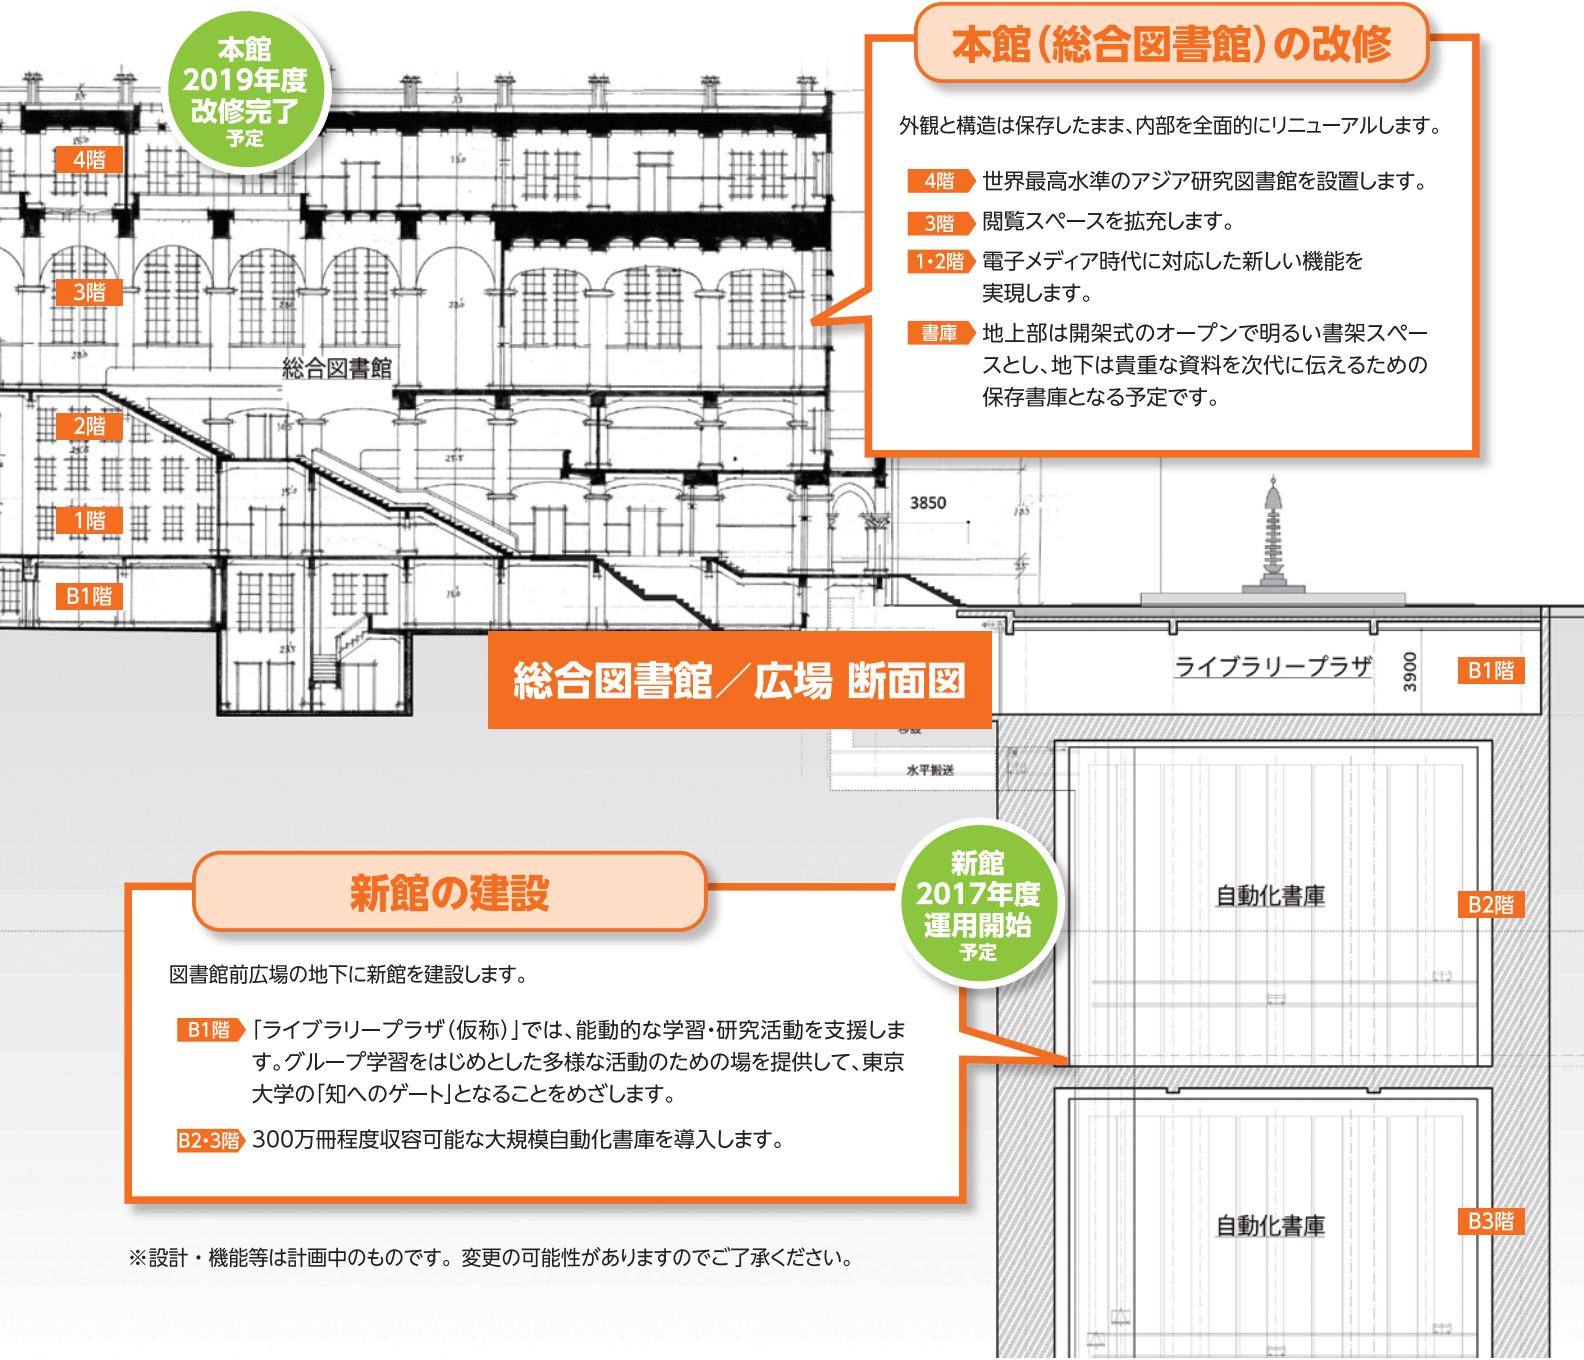 本館
2019年度
改修完了
予定
本館(総合図書館)の改修
外観と構造は保存したまま、内部を全面的にリニューアルします。
4階 世界最高水準のアジア研究図書館を設置します。
3階 閲覧スペースを拡充します。
1・2階 電子メディア時代に対応した新しい機能を
実現します。
書庫 地上部は開架式のオープンで明るい書架スペー
スとし、地下は貴重な資料を次代に伝えるための
保存書庫となる予定です。
4階
3階
総合図書館
2階
1階
B1階
3850
総合図書館／広場 断面図
ライブラリープラザ
3900
B1階
水平搬送
自動化書庫
B2階
自動化書庫
B3階
新館
2017年度
運用開始
予定
新館の建設
図書館前広場の地下に新館を建設します。
B1階 「ライブラリープラザ(仮称)」では、能動的な学習・研究活動を支援しま
す。グループ学習をはじめとした多様な活動のための場を提供して、東京
大学の「知へのゲート」となることをめざします。
B2・3階 300万冊程度収容可能な大規模自動化書庫を導入します。
※設計・機能等は計画中のものです。変更の可能性がありますのでご了承ください。